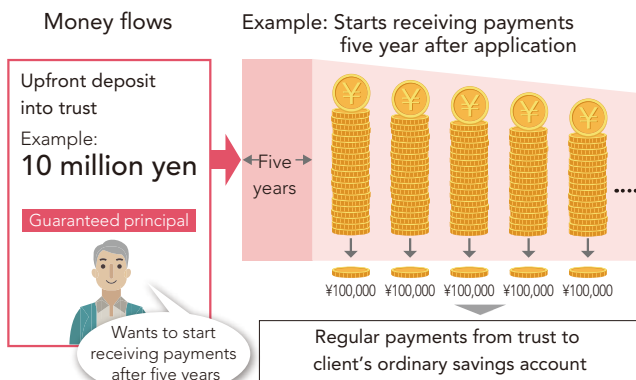 Money flows
Example: Starts receiving payments
five year after application
Upfront deposit
into trust
Example:
10 million yen
Guaranteed principal
Wants to start
receiving payments
after five years
Five
years
¥
¥
¥
¥
¥
....
¥100,000
¥100,000
¥100,000
¥100,000
¥100,000
Regular payments from trust to
client's ordinary savings account